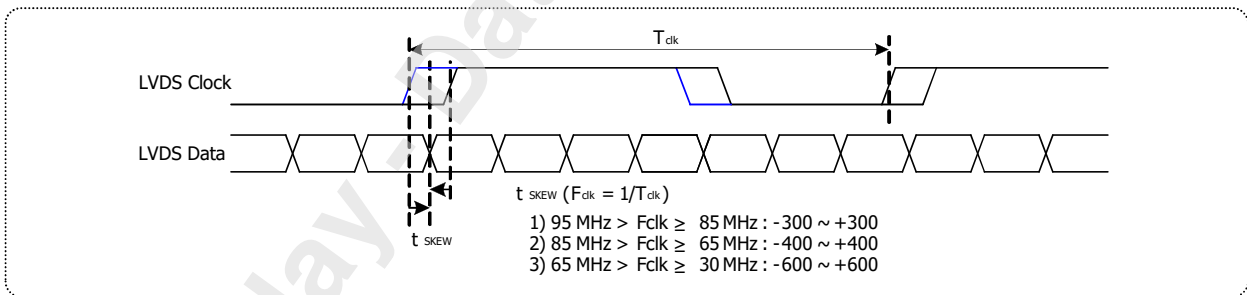 Tclk
LVDS Clock
LVDS Data
t SKEW (Fclk = 1/Tclk)
1) 95 MHz > Fclk ≥ 85 MHz : -300 ~ +300
t SKEW
2) 85 MHz > Fclk ≥ 65 MHz : -400 ~ +400
3) 65 MHz > Fclk ≥ 30 MHz : -600 ~ +600